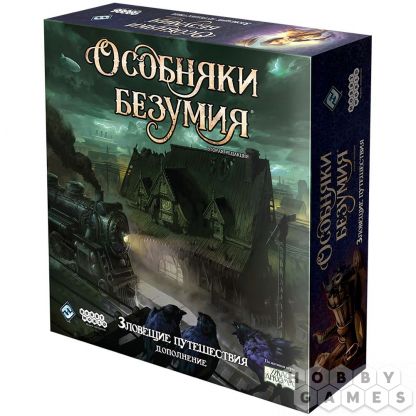 ОСОБНЯКИ
БЕЗУМИЯ
ЗЛОВЕЩИЕ ПУТЕШЕСТВИЯ
ДОПОЛНЕНИЕ
ОСОБНЯКИ
БЕЗУМИЯ
ЗЛОВЕЩИЕ ПУТЕШЕСТВИЯ
HOBBY
GAMES